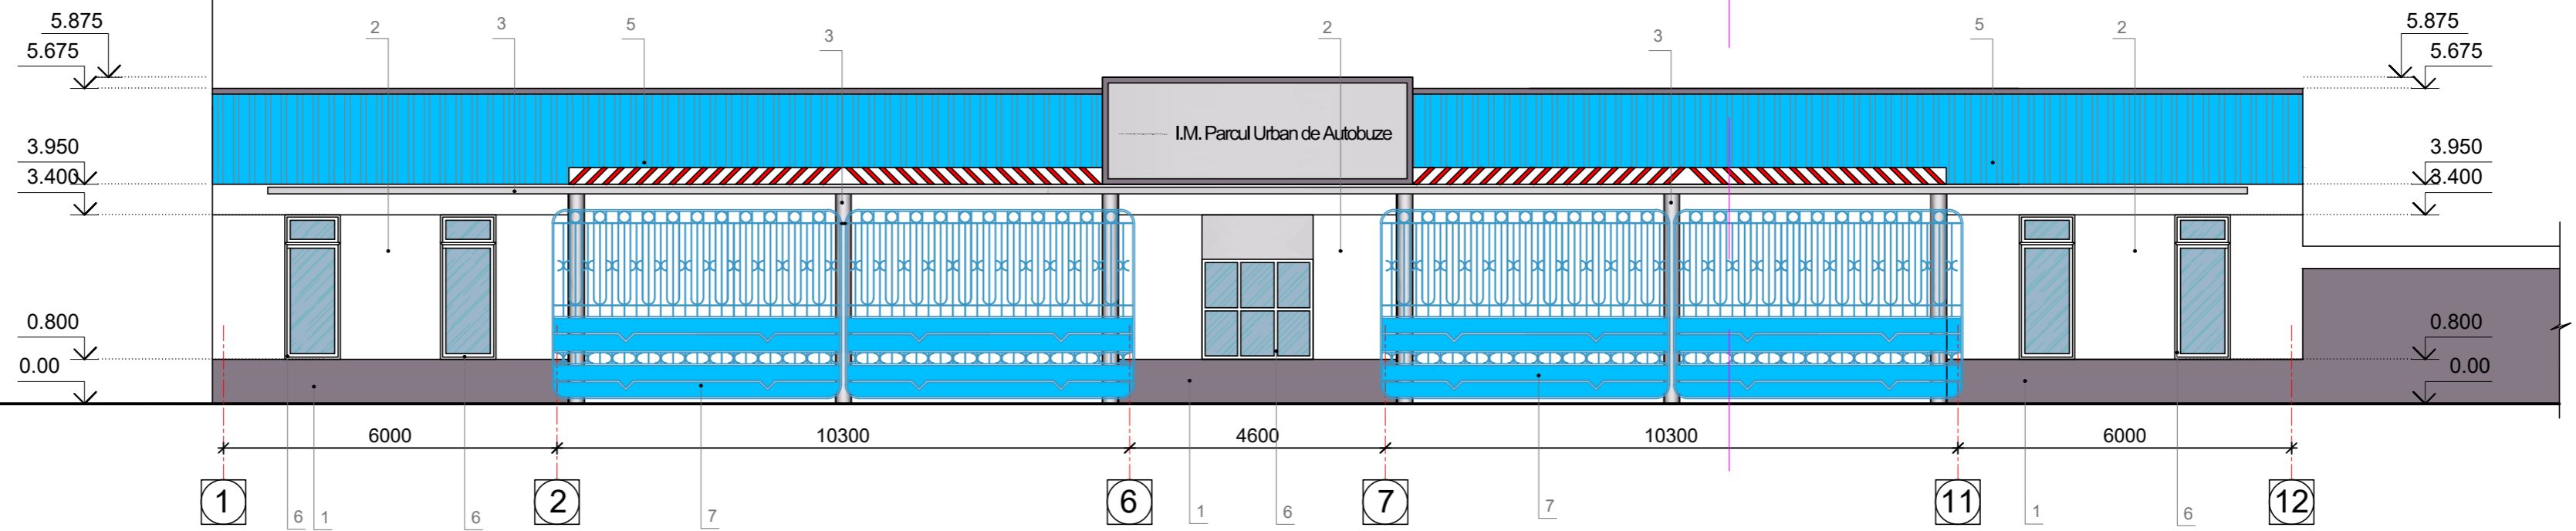 5.875 2 3 5 3 2 3 5 2 5.875
5.675 5.675
I.M. Parcul Urban de Autobuze
3.950 3.950
3.400 3.400
0.800 0.800
0.00 0.00
6000 10300 4600 10300 6000
1 2 6 7 11 12
6 1 6 7 1 6 7 1 6